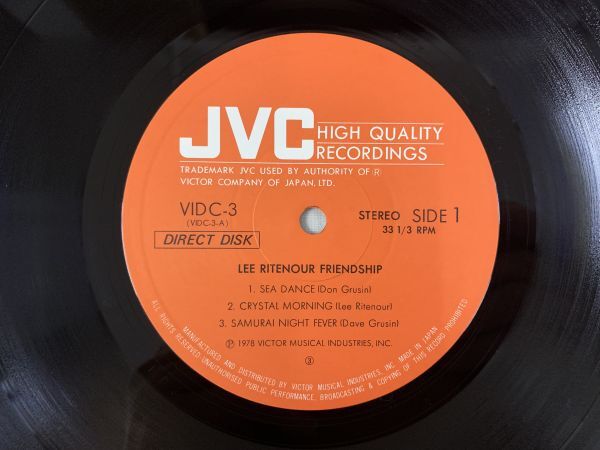 JVC HIGH QUALITY
RECORDINGS
TRADEMARK JVC USED BY AUTHORITY OF (R)
VICTOR COMPANY OF JAPAN, LTD.
VIDC-3
(VIDC-3-A)
DIRECT DISK
STEREO SIDE 1
33 1/3 RPM
LEE RITENOUR FRIENDSHIP
1. SEA DANCE (Don Grusin)
2. CRYSTAL MORNING (Lee Ritenour)
3. SAMURAI NIGHT FEVER (Dave Grusin)
Ⓟ 1978 VICTOR MUSICAL INDUSTRIES, INC.
③
MANUFACTURED AND DISTRIBUTED BY VICTOR MUSICAL INDUSTRIES, INC. MADE IN JAPAN
ALL RIGHTS RESERVED UNAUTHORISED PUBLIC PERFORMANCE, BROADCASTING & COPYING OF THIS RECORD PROHIBITED